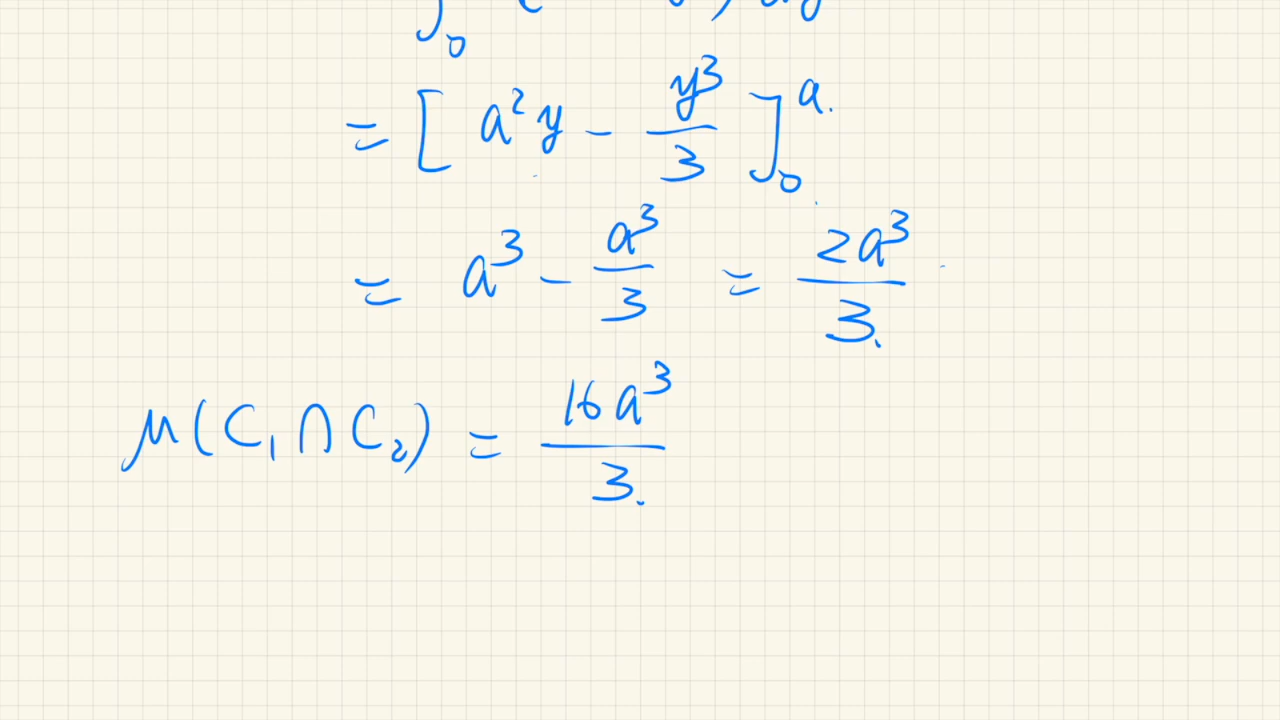 = [ a²y - y³/3 ]₀ᵃ
= a³ - a³/3 = 2a³/3.
μ(C₁∩C₂) = 16a³/3.